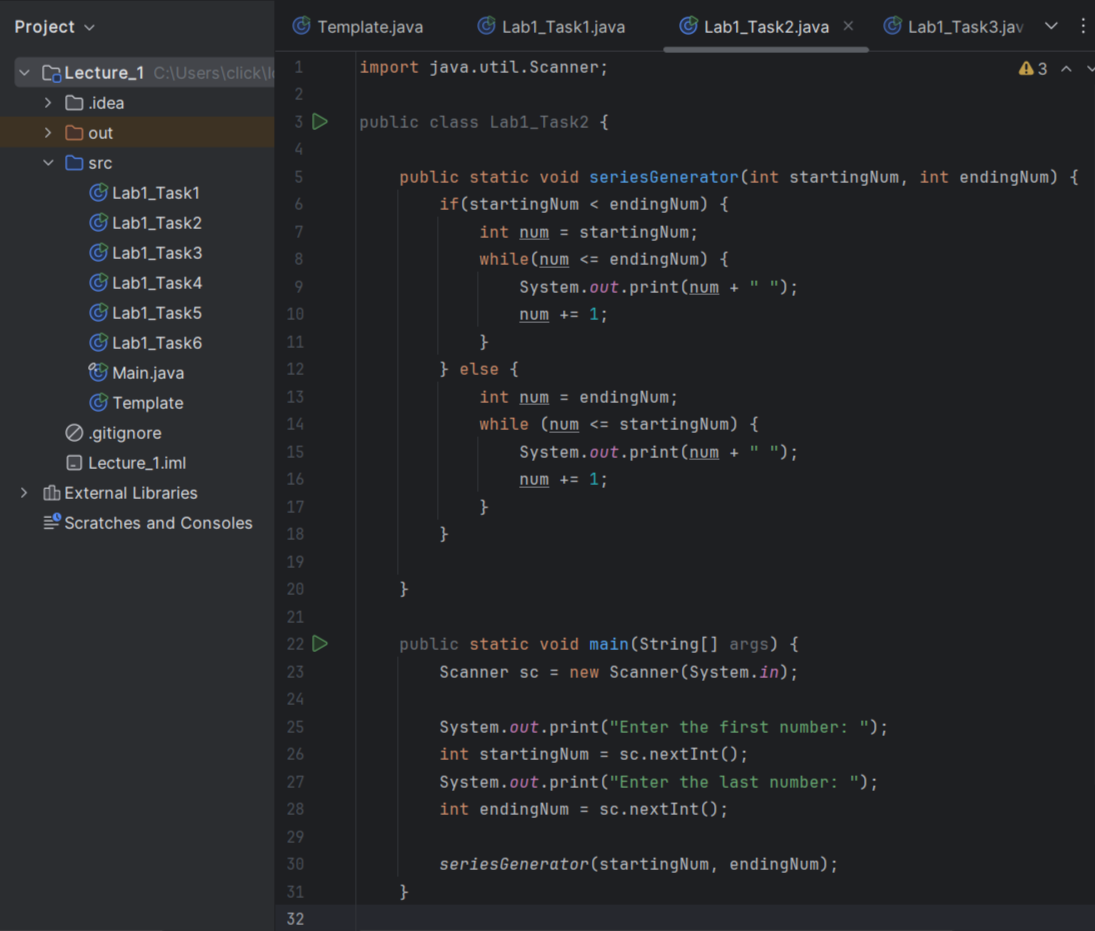 Project
Template.java Lab1_Task1.java Lab1_Task2.java Lab1_Task3.jav
Lecture_1 C:\Users\click\
.idea
out
src
Lab1_Task1
Lab1_Task2
Lab1_Task3
Lab1_Task4
Lab1_Task5
Lab1_Task6
Main.java
Template
.gitignore
Lecture_1.iml
External Libraries
Scratches and Consoles
3
1 import java.util.Scanner;
2
3 public class Lab1_Task2 {
4
5     public static void seriesGenerator(int startingNum, int endingNum) {
6         if(startingNum < endingNum) {
7             int num = startingNum;
8             while(num <= endingNum) {
9                 System.out.print(num + " ");
10                 num += 1;
11             }
12         } else {
13             int num = endingNum;
14             while (num <= startingNum) {
15                 System.out.print(num + " ");
16                 num += 1;
17             }
18         }
19
20     }
21
22     public static void main(String[] args) {
23         Scanner sc = new Scanner(System.in);
24
25         System.out.print("Enter the first number: ");
26         int startingNum = sc.nextInt();
27         System.out.print("Enter the last number: ");
28         int endingNum = sc.nextInt();
29
30         seriesGenerator(startingNum, endingNum);
31     }
32